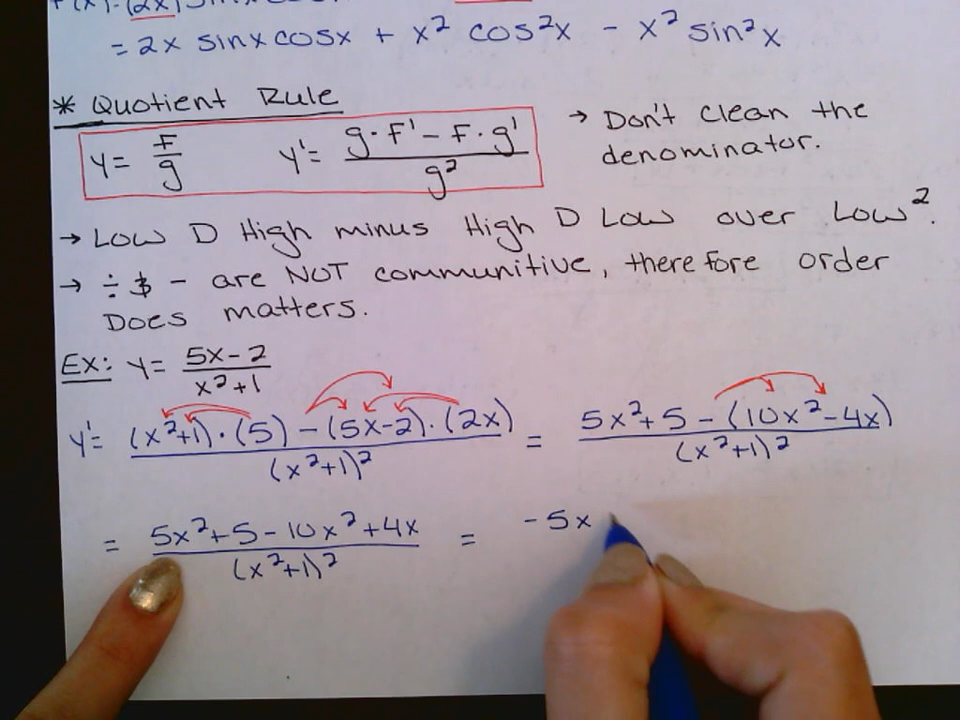 = 2x sinx cosx + x² cos²x - x² sin²x
* Quotient Rule
y = F/g    y' = (g · F' - F · g')/g²    → Don't clean the denominator.
→ Low D High minus High D Low over Low².
→ ÷ $ - are NOT communitive, therefore order
Does matters.
Ex: y = (5x-2)/(x²+1)
y' = ((x²+1)·(5) - (5x-2)·(2x))/(x²+1)² = (5x²+5-(10x²-4x))/(x²+1)²
= (5x²+5-10x²+4x)/(x²+1)² = -5x